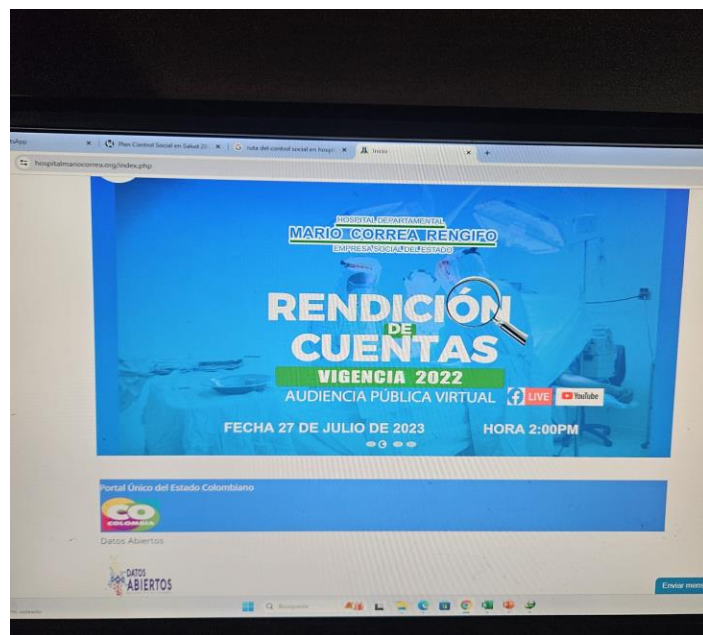 Plan Control Social en Salud 20
ruta del control social en hospit
Inicio
hospitalmariocorrea.org/index.php
HOSPITAL DEPARTAMENTAL
MARIO CORREA RENGIFO
EMPRESA SOCIAL DEL ESTADO
RENDICIÓN
DE
CUENTAS
VIGENCIA 2022
AUDIENCIA PÚBLICA VIRTUAL
LIVE
YouTube
FECHA 27 DE JULIO DE 2023
HORA 2:00PM
Portal Único del Estado Colombiano
CO
COLOMBIA
Datos Abiertos
DATOS
ABIERTOS
Enviar mens
Búsqueda